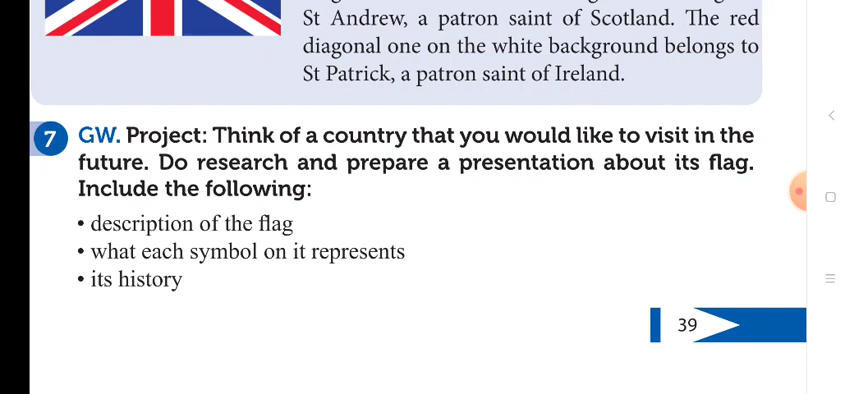 St Andrew, a patron saint of Scotland. The red
diagonal one on the white background belongs to
St Patrick, a patron saint of Ireland.
7 GW. Project: Think of a country that you would like to visit in the
future. Do research and prepare a presentation about its flag.
Include the following:
• description of the flag
• what each symbol on it represents
• its history
39